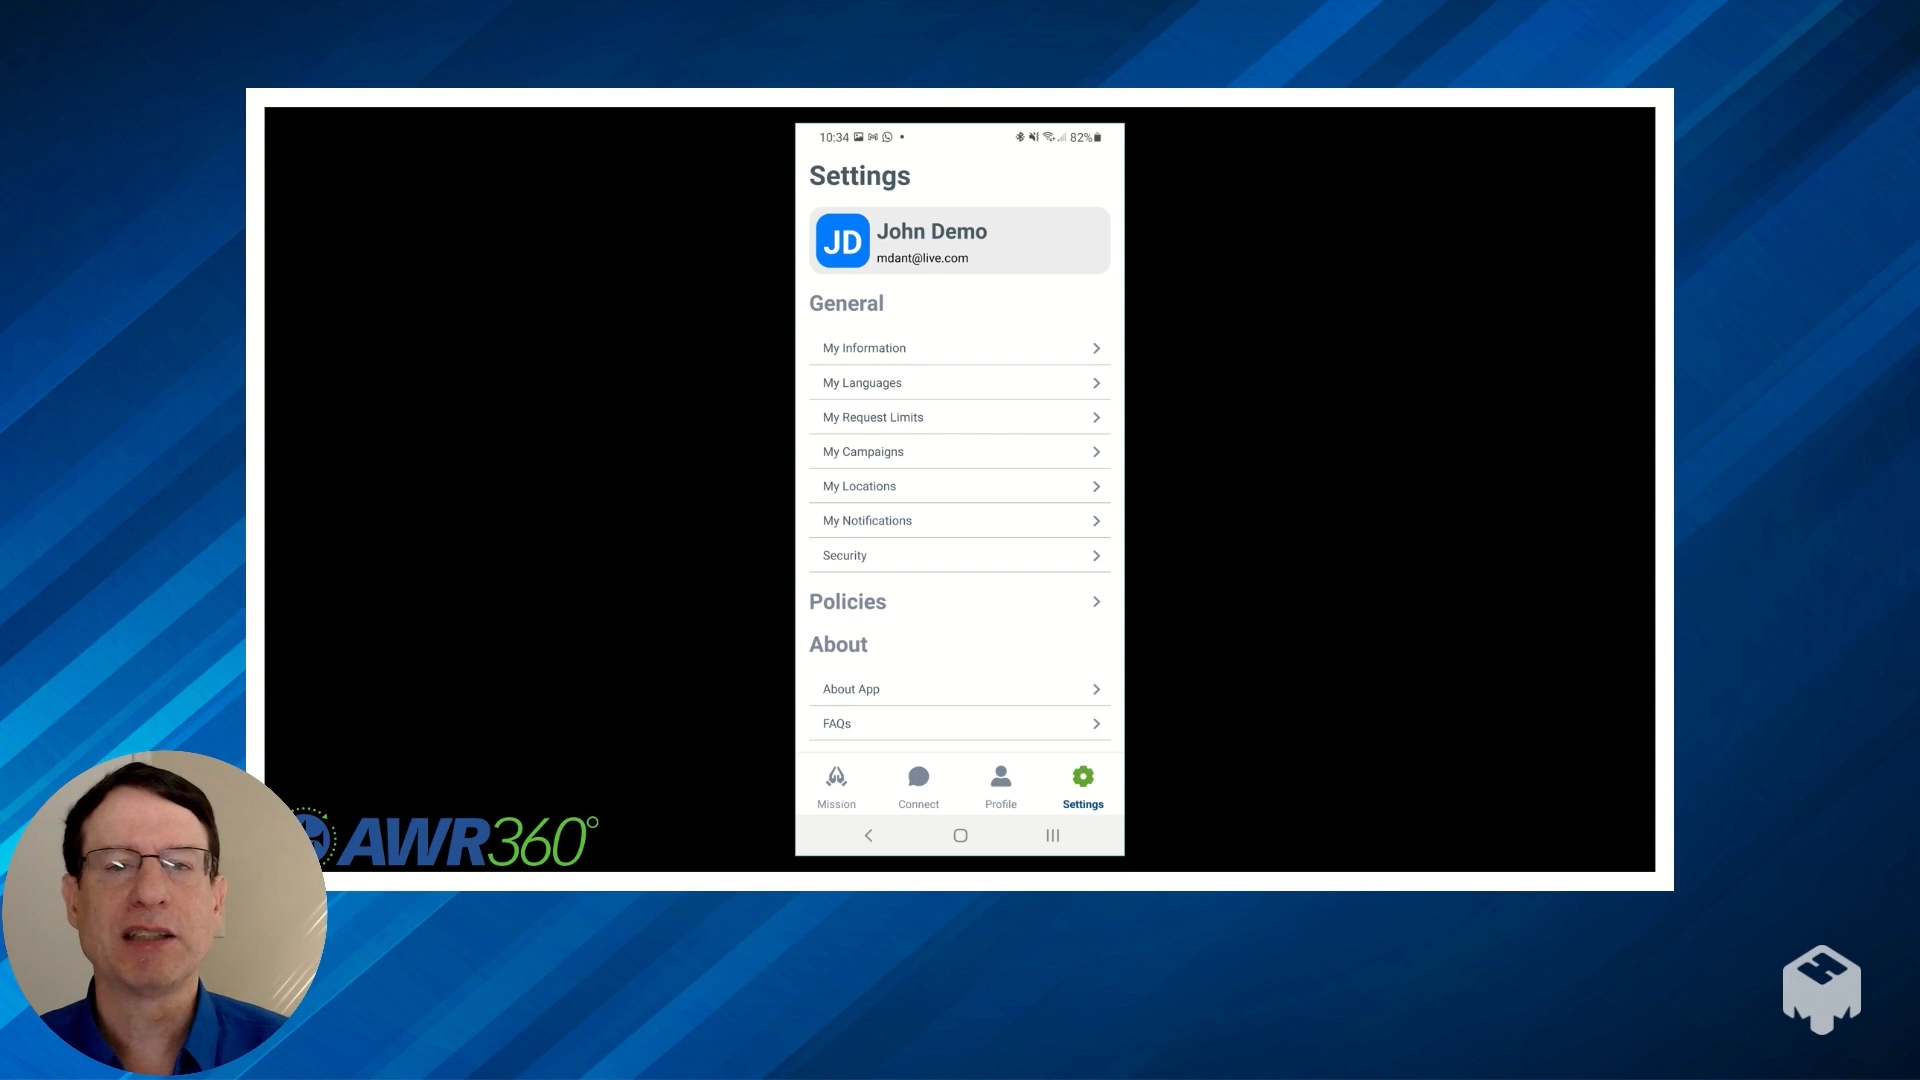 10:34
82%
Settings
JD
John Demo
mdant@live.com
General
My Information
My Languages
My Request Limits
My Campaigns
My Locations
My Notifications
Security
Policies
About
About App
FAQs
Mission
Connect
Profile
Settings
AWR360°